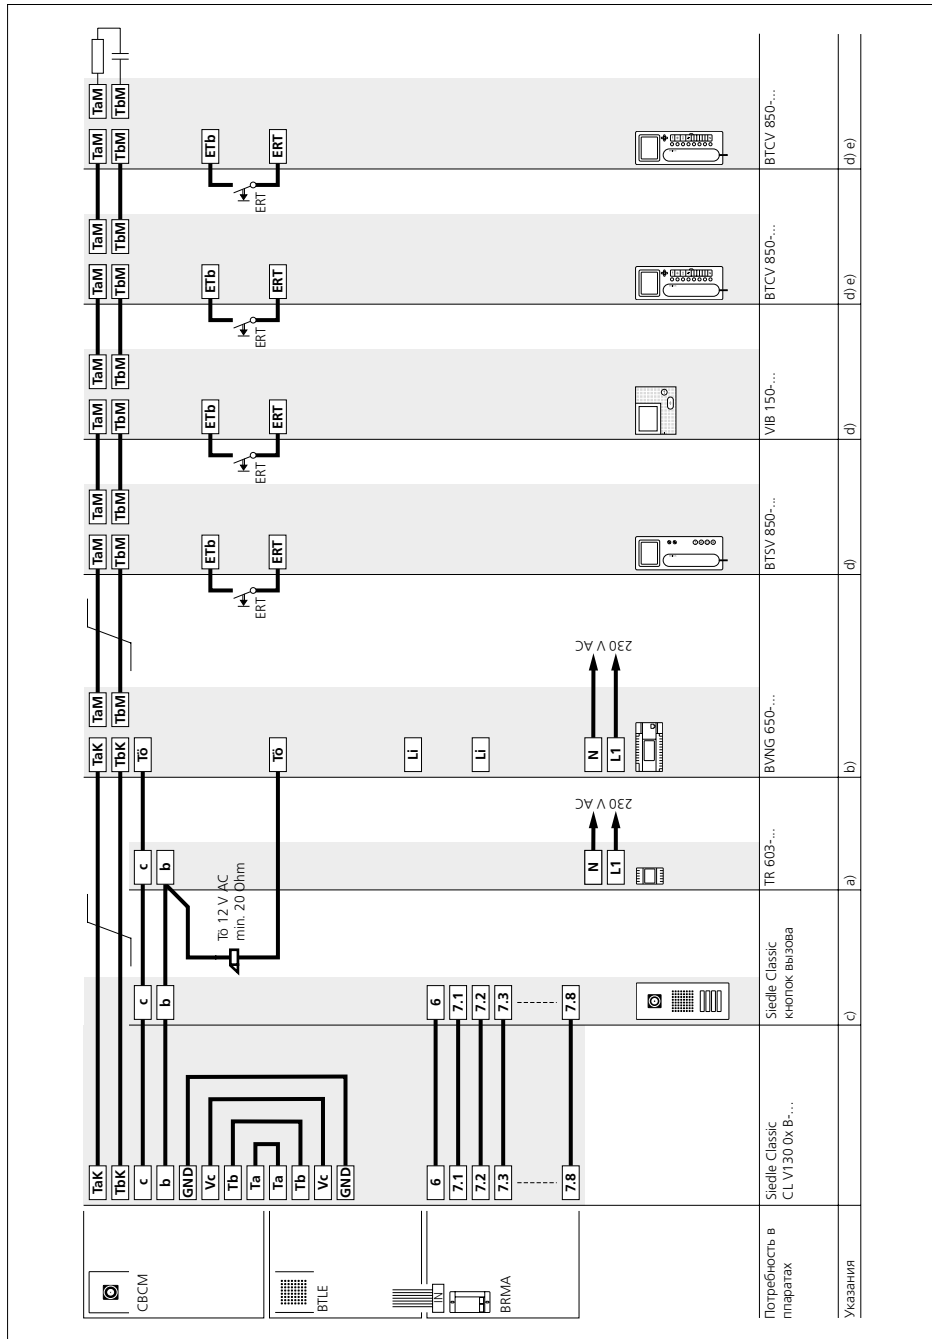 TaK TaK TaM TaM TaM TaM TaM TaM TaM TaM TaM
TbK TbK TbM TbM TbM TbM TbM TbM TbM TbM TbM
CBCM c c c Tö
b b b
GND
Vc Tö 12 V AC ETb ETb ETb ETb
Tb min. 20 Ohm
Ta ERT ERT ERT ERT
Ta Tö ERT ERT ERT ERT
Tb
BTLE Vc
GND
Li
IN 6 6
7.1 7.1
7.2 7.2 Li
BRMA 7.3 7.3
7.8 7.8
N N
L1 230 V AC L1 230 V AC
Потребность в
ппаратах
Siedle Classic
CL V130 0x B-...
Siedle Classic
кнопок вызова
TR 603-...
BVNG 650-...
BTSV 850-...
VIB 150-...
BTCV 850-...
BTCV 850-...
Указания c) a) b) d) d) d) e) d) e)